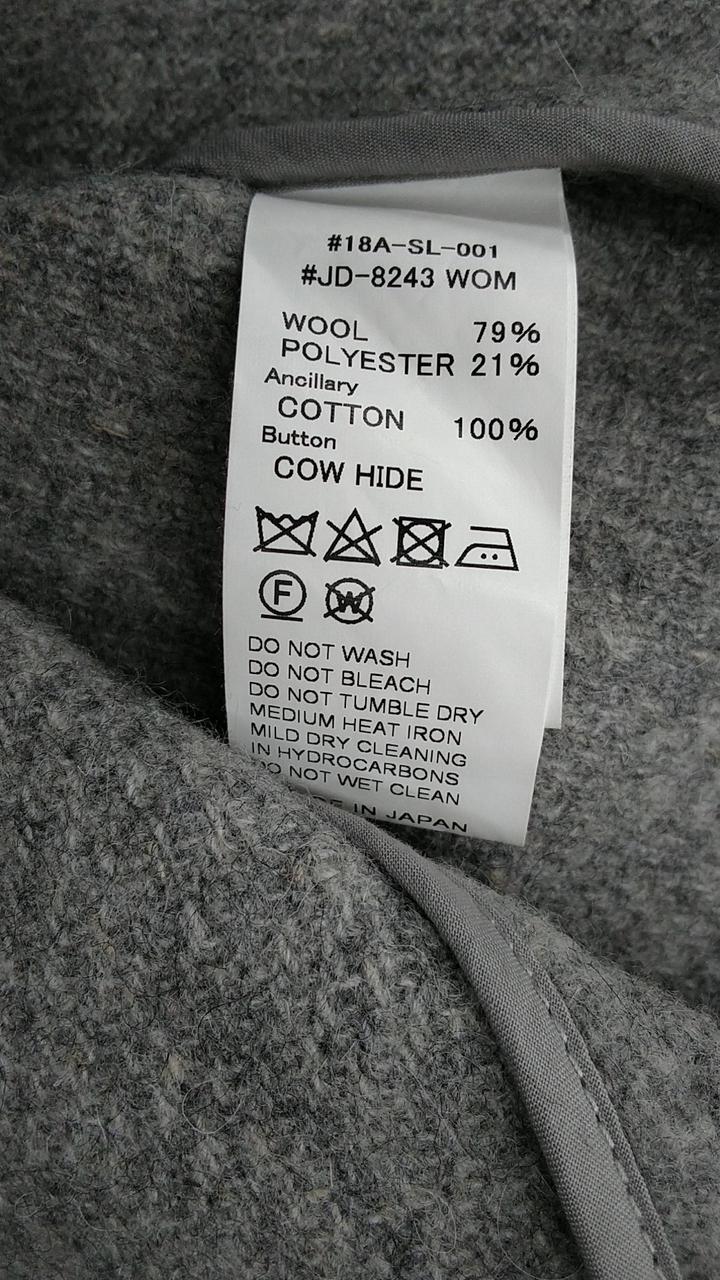 #18A-SL-001
#JD-8243 WOM
WOOL 79%
POLYESTER 21%
Ancillary
COTTON 100%
Button
COW HIDE
F W
DO NOT WASH
DO NOT BLEACH
DO NOT TUMBLE DRY
MEDIUM HEAT IRON
MILD DRY CLEANING
IN HYDROCARBONS
DO NOT WET CLEAN
IN JAPAN